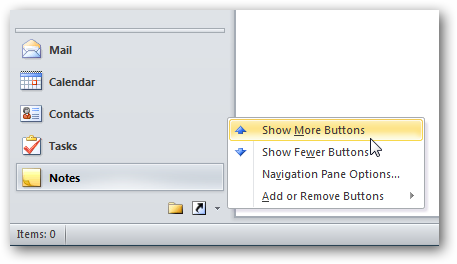 Mail
Calendar
Contacts
Tasks
Notes
Show More Buttons
Show Fewer Buttons
Navigation Pane Options...
Add or Remove Buttons
Items: 0